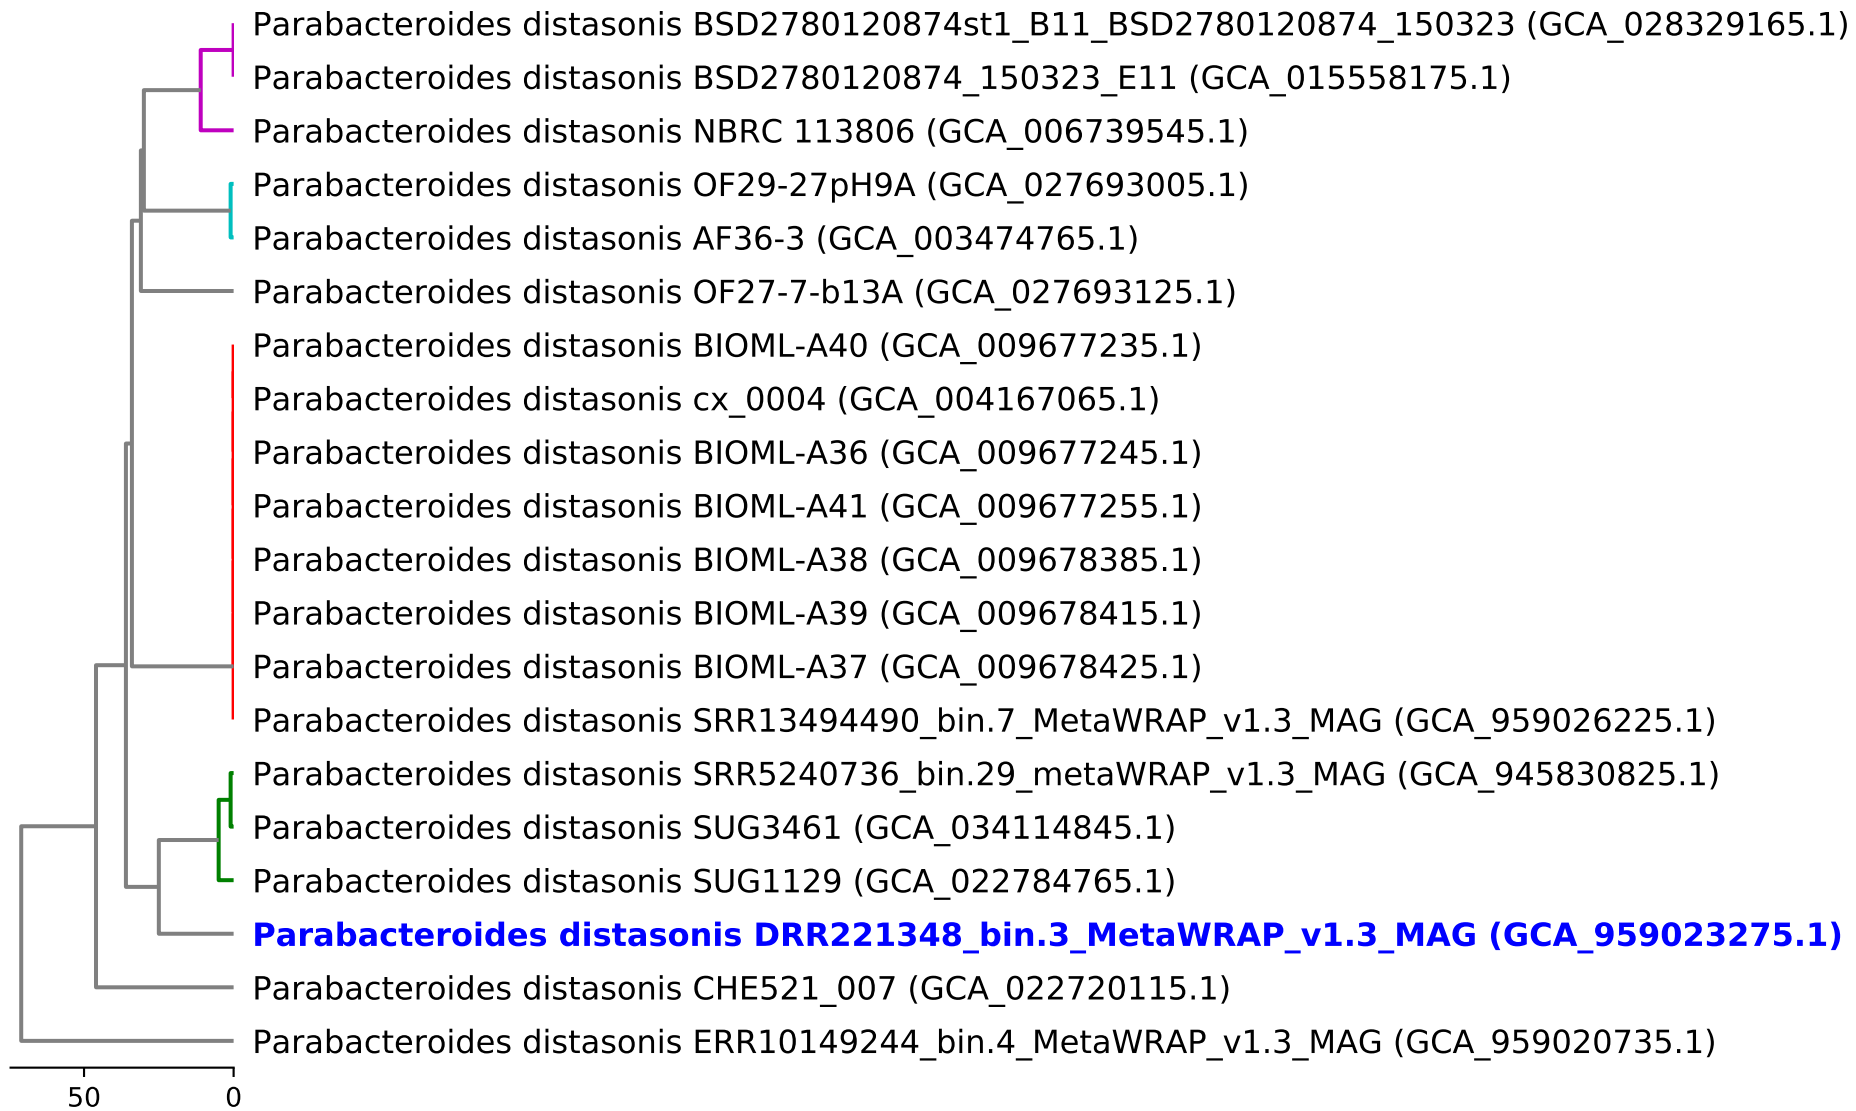 Parabacteroides distasonis BSD2780120874st1_B11_BSD2780120874_150323 (GCA_028329165.1)
Parabacteroides distasonis BSD2780120874_150323_E11 (GCA_015558175.1)
Parabacteroides distasonis NBRC 113806 (GCA_006739545.1)
Parabacteroides distasonis OF29-27pH9A (GCA_027693005.1)
Parabacteroides distasonis AF36-3 (GCA_003474765.1)
Parabacteroides distasonis OF27-7-b13A (GCA_027693125.1)
Parabacteroides distasonis BIOML-A40 (GCA_009677235.1)
Parabacteroides distasonis cx_0004 (GCA_004167065.1)
Parabacteroides distasonis BIOML-A36 (GCA_009677245.1)
Parabacteroides distasonis BIOML-A41 (GCA_009677255.1)
Parabacteroides distasonis BIOML-A38 (GCA_009678385.1)
Parabacteroides distasonis BIOML-A39 (GCA_009678415.1)
Parabacteroides distasonis BIOML-A37 (GCA_009678425.1)
Parabacteroides distasonis SRR13494490_bin.7_MetaWRAP_v1.3_MAG (GCA_959026225.1)
Parabacteroides distasonis SRR5240736_bin.29_metaWRAP_v1.3_MAG (GCA_945830825.1)
Parabacteroides distasonis SUG3461 (GCA_034114845.1)
Parabacteroides distasonis SUG1129 (GCA_022784765.1)
Parabacteroides distasonis DRR221348_bin.3_MetaWRAP_v1.3_MAG (GCA_959023275.1)
Parabacteroides distasonis CHE521_007 (GCA_022720115.1)
Parabacteroides distasonis ERR10149244_bin.4_MetaWRAP_v1.3_MAG (GCA_959020735.1)
50 0